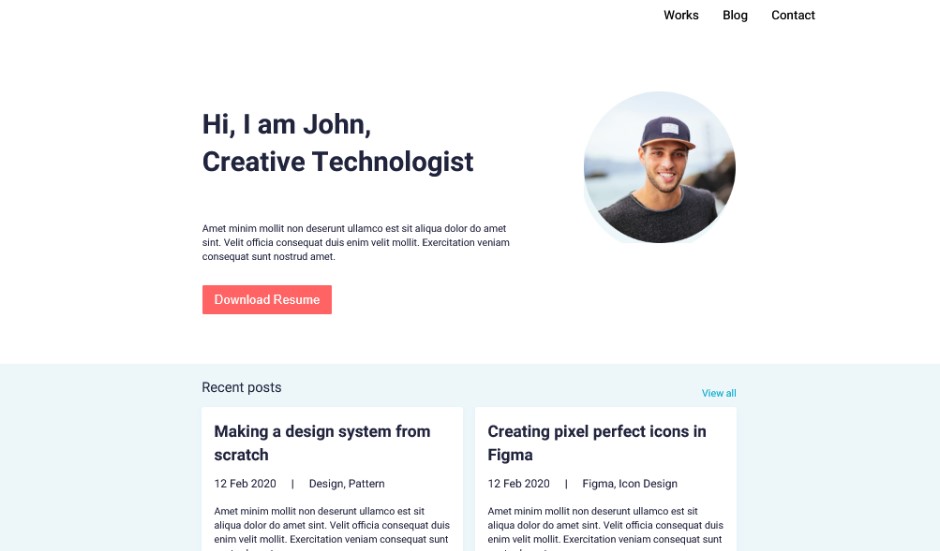 Works Blog Contact
Hi, I am John,
Creative Technologist
Amet minim mollit non deserunt ullamco est sit aliqua dolor do amet
sint. Velit officia consequat duis enim velit mollit. Exercitation veniam
consequat sunt nostrud amet.
Download Resume
Recent posts
View all
Making a design system from
scratch
12 Feb 2020 | Design, Pattern
Amet minim mollit non deserunt ullamco est sit
aliqua dolor do amet sint. Velit officia consequat duis
enim velit mollit. Exercitation veniam consequat sunt
Creating pixel perfect icons in
Figma
12 Feb 2020 | Figma, Icon Design
Amet minim mollit non deserunt ullamco est sit
aliqua dolor do amet sint. Velit officia consequat duis
enim velit mollit. Exercitation veniam consequat sunt